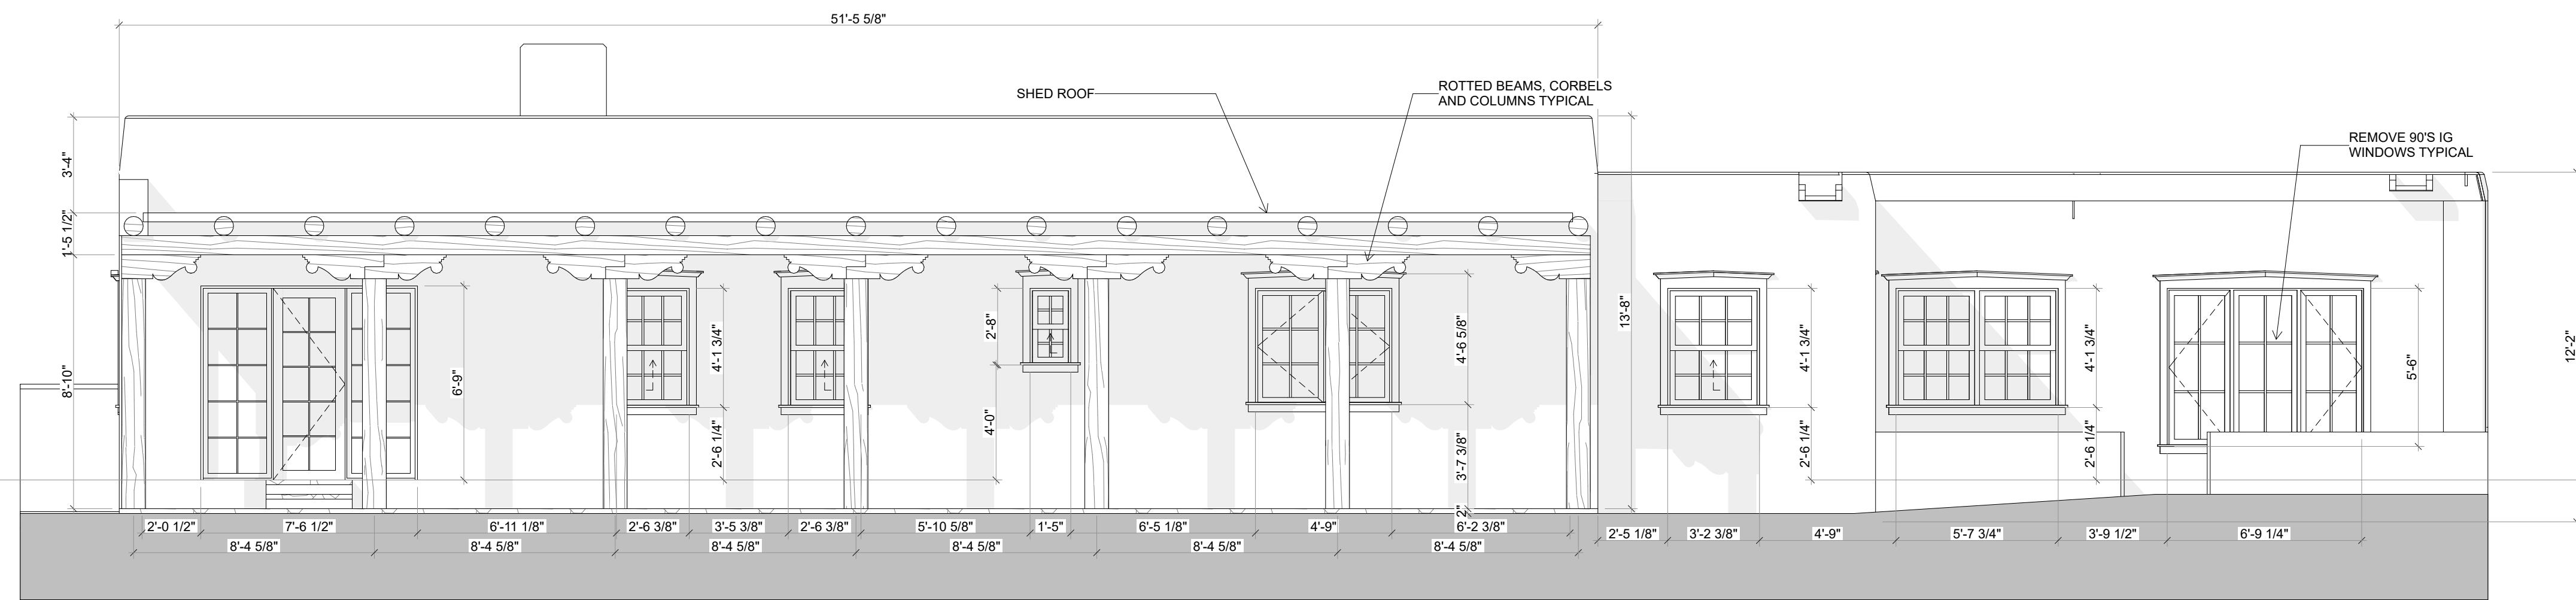 51'-5 5/8"
SHED ROOF
ROTTED BEAMS, CORBELS
AND COLUMNS TYPICAL
REMOVE 90'S IG
WINDOWS TYPICAL
3'-4"
1'-5 1/2"
8'-10"
6'-9"
4'-1 3/4"
2'-6 1/4"
2'-8"
4'-0"
4'-6 5/8"
3'-7 3/8"
2"
13'-8"
4'-1 3/4"
2'-6 1/4"
4'-1 3/4"
2'-6 1/4"
5'-6"
12'-2"
2'-0 1/2" 7'-6 1/2" 6'-11 1/8" 2'-6 3/8" 3'-5 3/8" 2'-6 3/8" 5'-10 5/8" 1'-5" 6'-5 1/8" 4'-9" 6'-2 3/8"
2'-5 1/8" 3'-2 3/8" 4'-9" 5'-7 3/4" 3'-9 1/2" 6'-9 1/4"
8'-4 5/8" 8'-4 5/8" 8'-4 5/8" 8'-4 5/8" 8'-4 5/8" 8'-4 5/8"